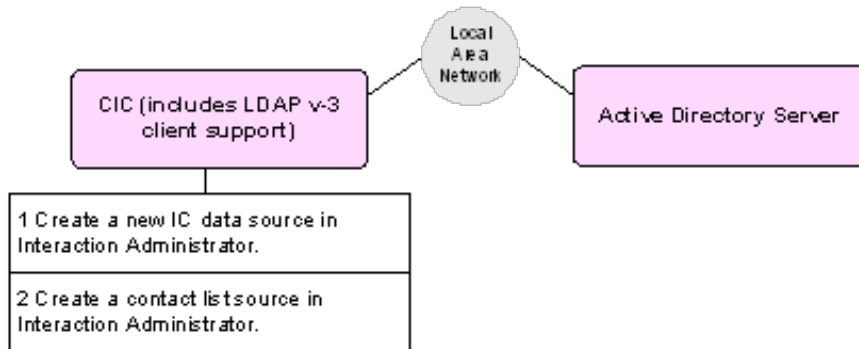 Local
Area
Network
CIC (includes LDAP v-3
client support)
Active Directory Server
1 Create a new IC data source in
Interaction Administrator.
2 Create a contact list source in
Interaction Administrator.